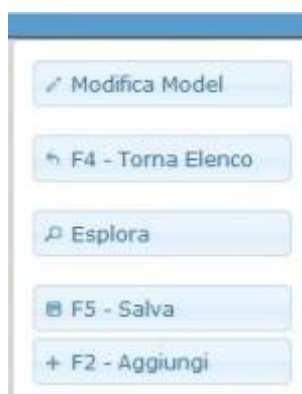 Modifica Model
F4 - Torna Elenco
Esplora
F5 - Salva
F2 - Aggiungi